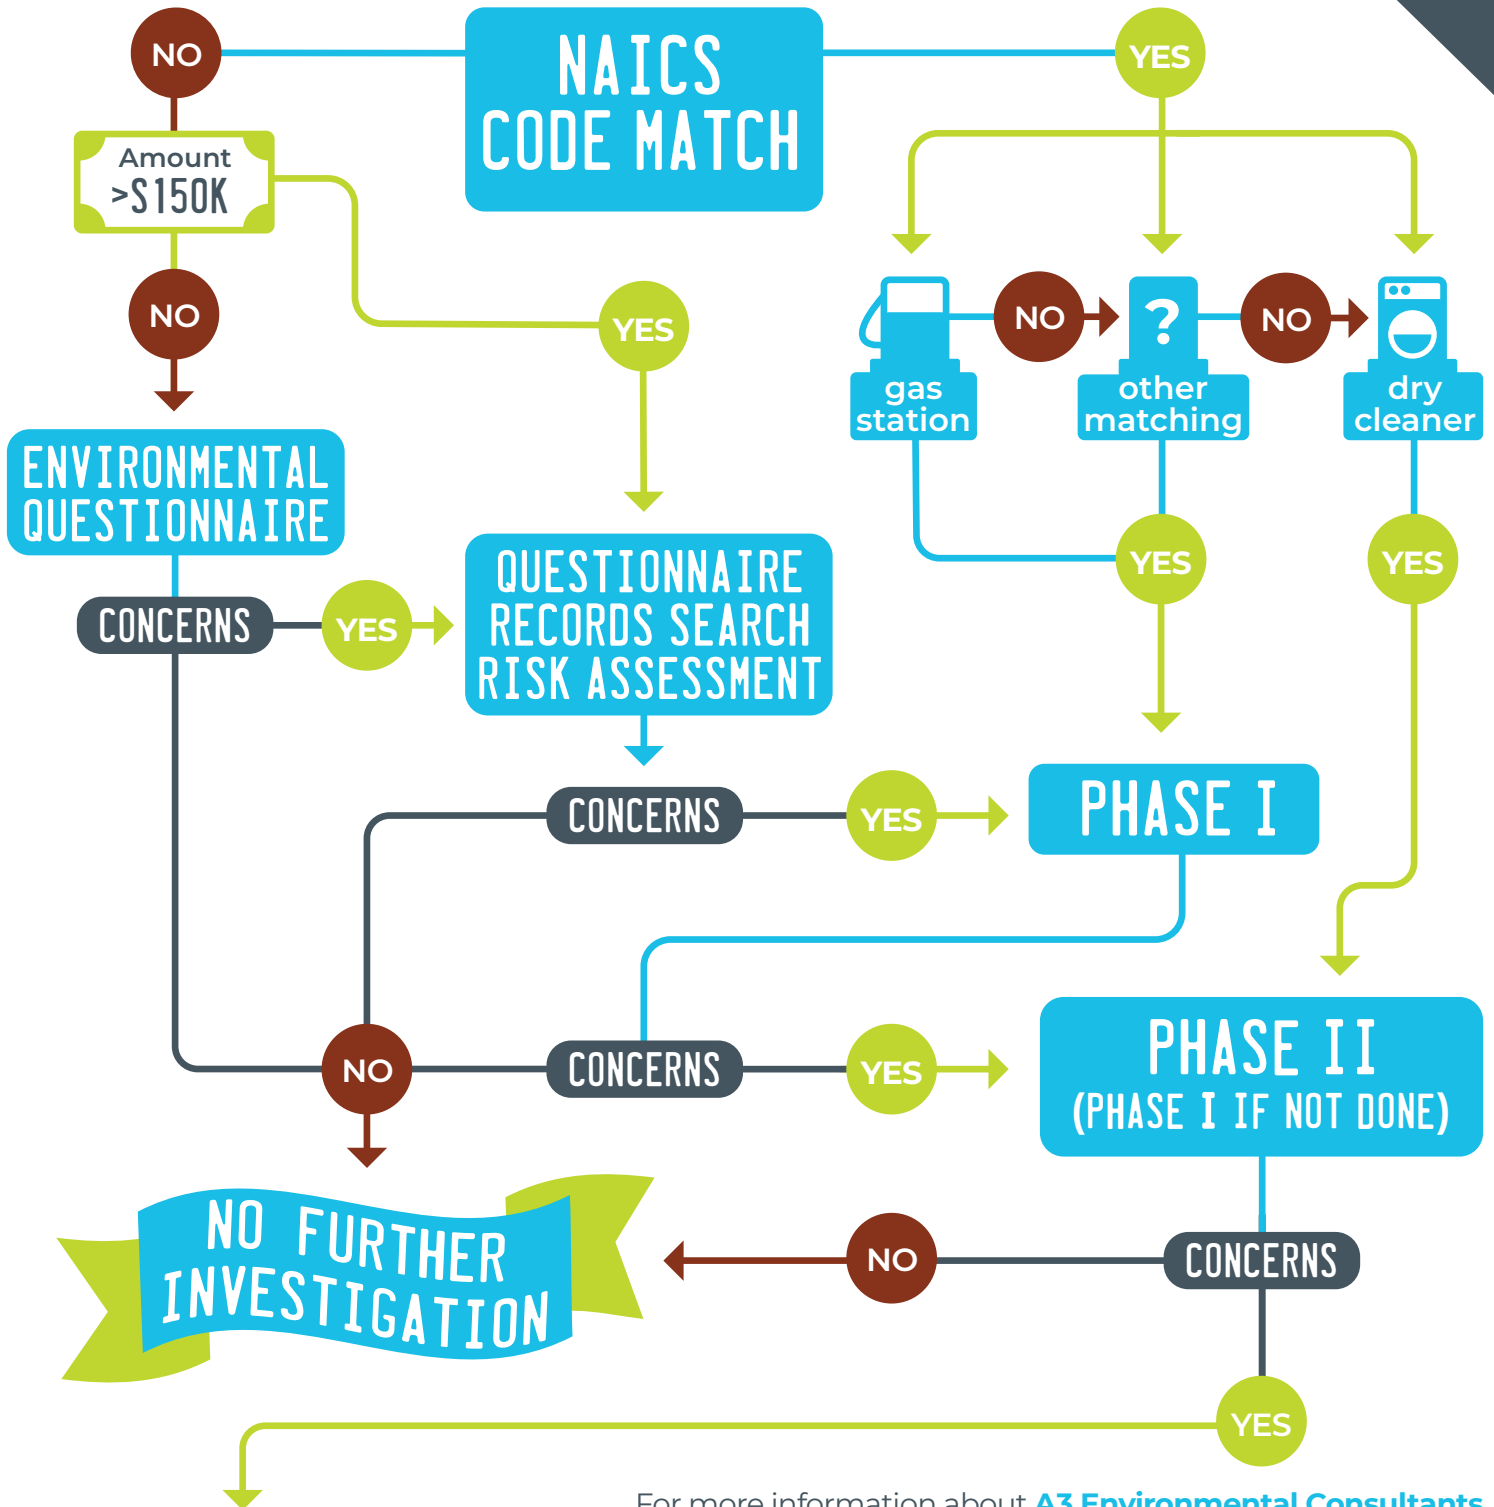 NO
NAICS
CODE MATCH
YES
Amount
>$150K
NO
YES
NO
?
NO
gas
station
other
matching
dry
cleaner
ENVIRONMENTAL
QUESTIONNAIRE
QUESTIONNAIRE
RECORDS SEARCH
RISK ASSESSMENT
YES
YES
CONCERNS
YES
CONCERNS
YES
PHASE I
NO
CONCERNS
YES
PHASE II
(PHASE I IF NOT DONE)
NO FURTHER
INVESTIGATION
NO
CONCERNS
YES
For more information about A3 Environmental Consultants